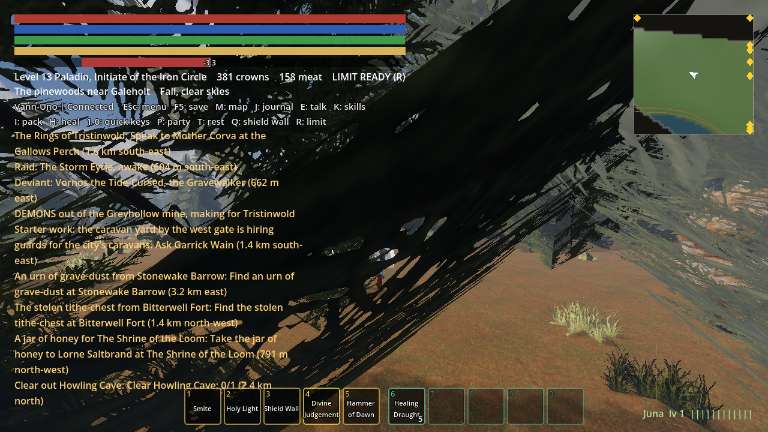 -33
Level 13 Paladin, Initiate of the Iron Circle 381 crowns 158 meat LIMIT READY (R)
The pinewoods near Galeholt Fall, clear skies
Connected Esc: menu F5: save M: map J: journal E: talk K: skills
I: pack H: heal 1-0: quick keys P: party T: rest Q: shield wall R: limit
The Rings of Tristinwold: Speak to Mother Corva at the
Gallows Perch (1.6 km south-east)
Raid: The Storm Eyrie, awake (604 m south-east)
Deviant: Vornos the Tide-Cursed, the Gravewalker (662 m
east)
DEMONS out of the Greyhollow mine, making for Tristinwold
Starter work: the caravan yard by the west gate is hiring
guards for the city's caravans: Ask Garrick Wain (1.4 km south-
east)
An urn of grave-dust from Stonewake Barrow: Find an urn of
grave-dust at Stonewake Barrow (3.2 km east)
The stolen tithe-chest from Bitterwell Fort: Find the stolen
tithe-chest at Bitterwell Fort (1.4 km north-west)
A jar of honey for The Shrine of the Loom: Take the jar of
honey to Lorne Saltbrand at The Shrine of the Loom (791 m
north-west)
Clear out Howling Cave: Clear Howling Cave: 0/1 (2.4 km
north)
1 Smite
2 Holy Light
3 Shield Wall
4 Divine Judgement
5 Hammer of Dawn
6 Healing Draught 5
Juna lv 1